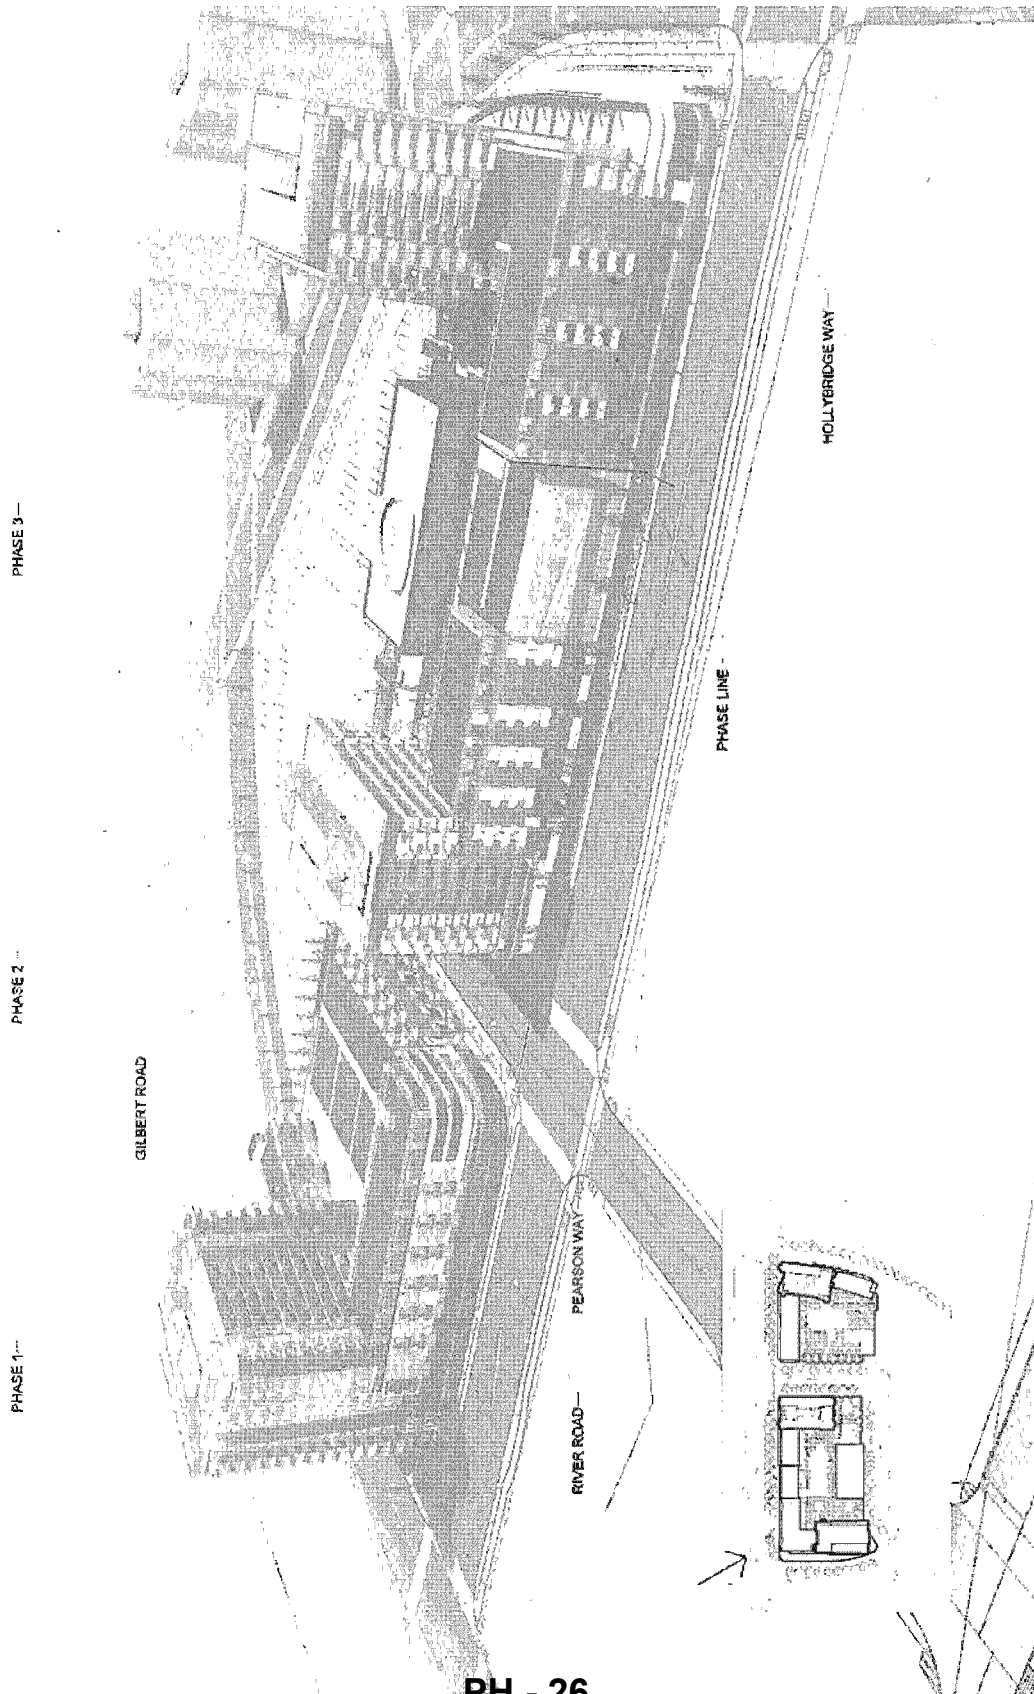 PHASE 1
PHASE 2
PHASE 3
GILBERT ROAD
RIVER ROAD
PEARSON WAY
PHASE LINE
HOLLYBRIDGE WAY
PH - 26